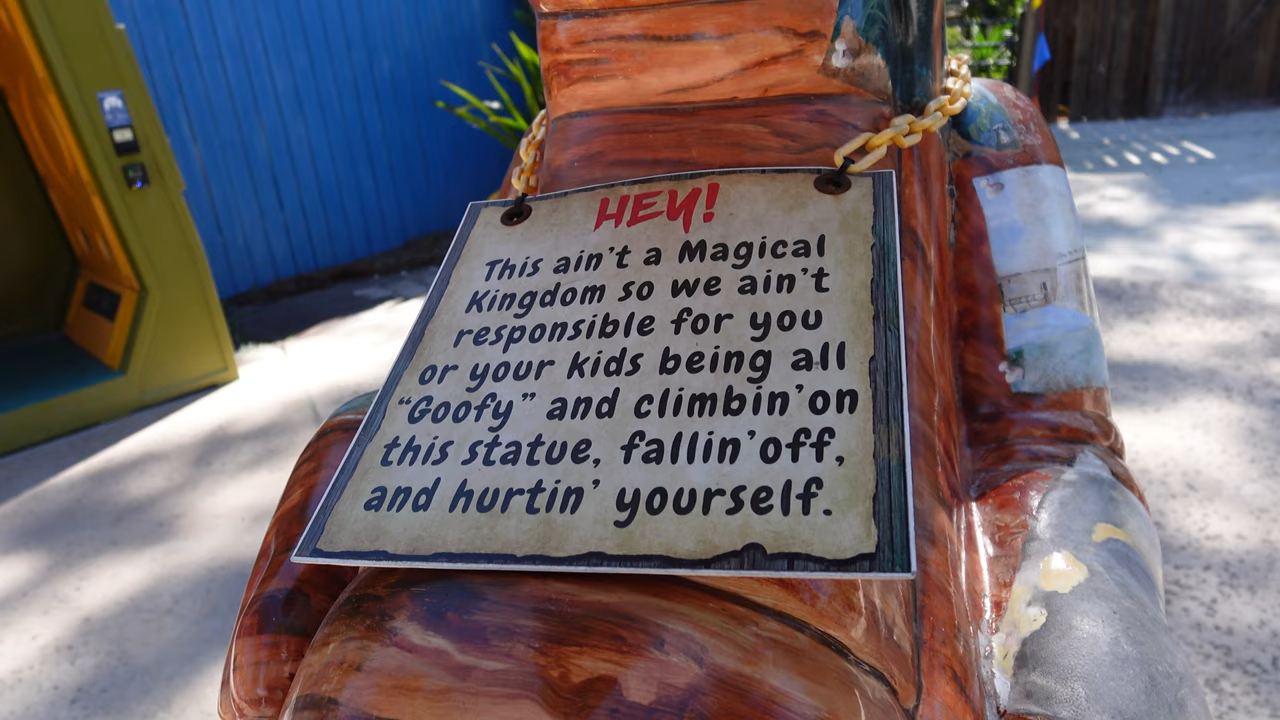 HEY!
This ain't a Magical
Kingdom so we ain't
responsible for you
or your kids being all
“Goofy” and climbin'on
this statue, fallin'off,
and hurtin' yourself.